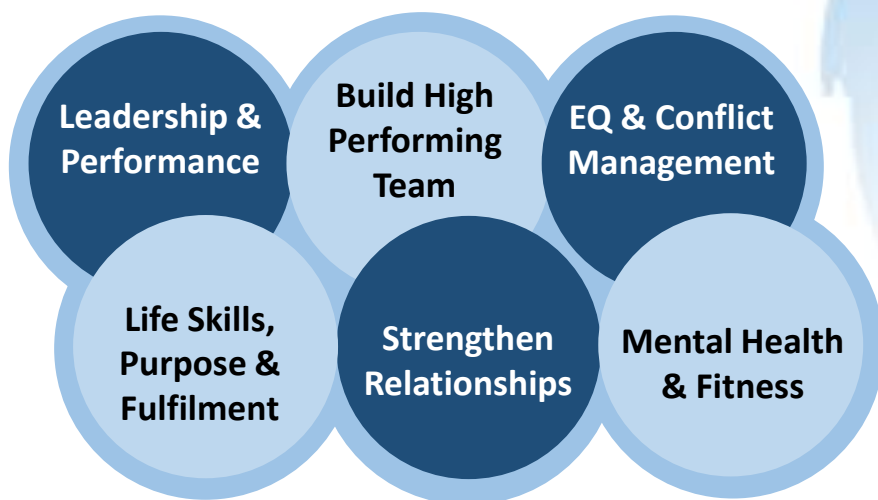 Leadership &
Performance
Build High
Performing
Team
EQ & Conflict
Management
Life Skills,
Purpose &
Fulfilment
Strengthen
Relationships
Mental Health
& Fitness